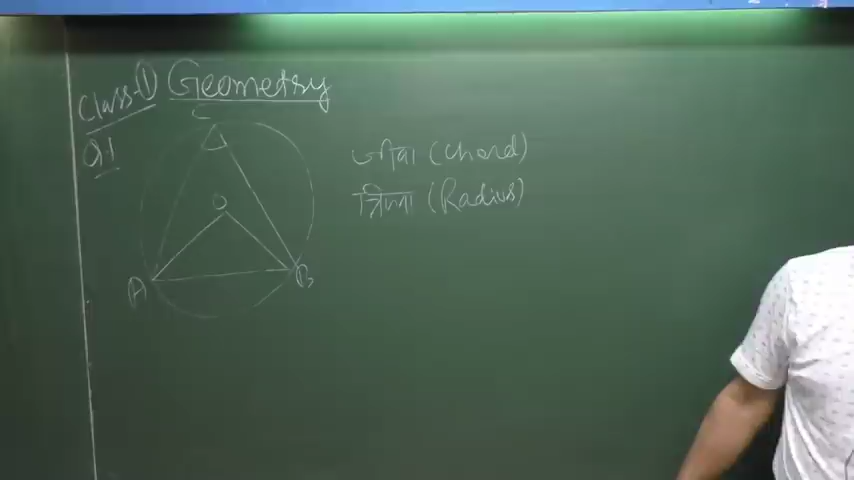 Class-① Geometry
Q1
C
जीवा (Chord)
त्रिज्या (Radius)
O
A B